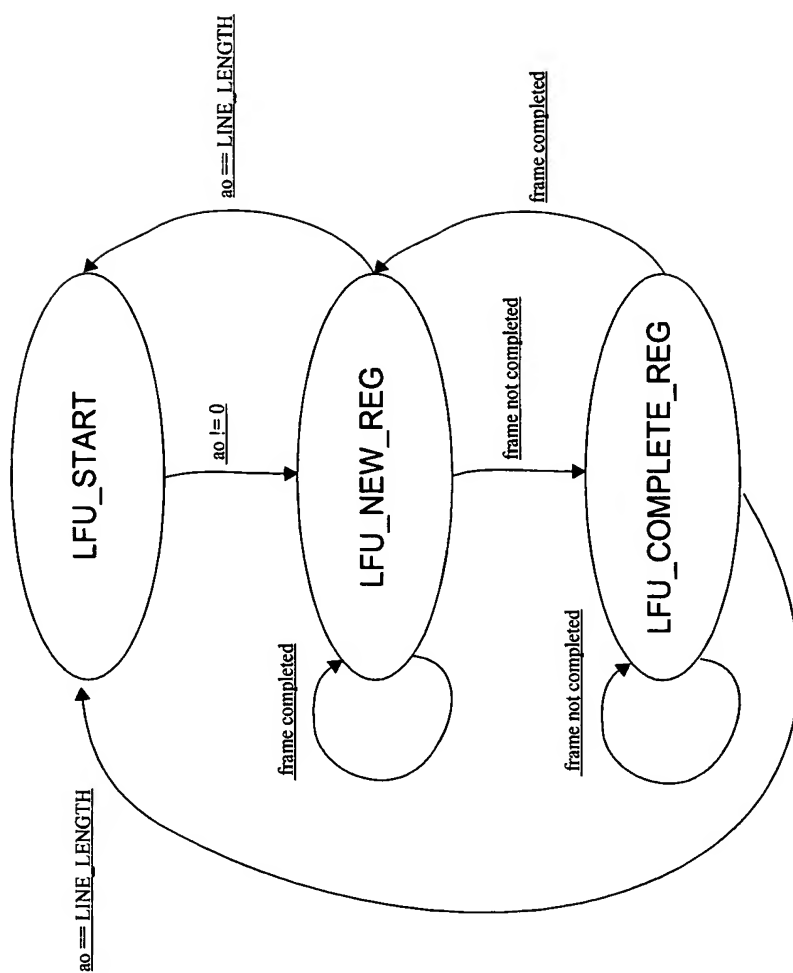 ao == LINE_LENGTH
LFU_START
ao != 0
ao == LINE_LENGTH
frame completed
LFU_NEW_REG
frame not completed
frame completed
frame not completed
LFU_COMPLETE_REG